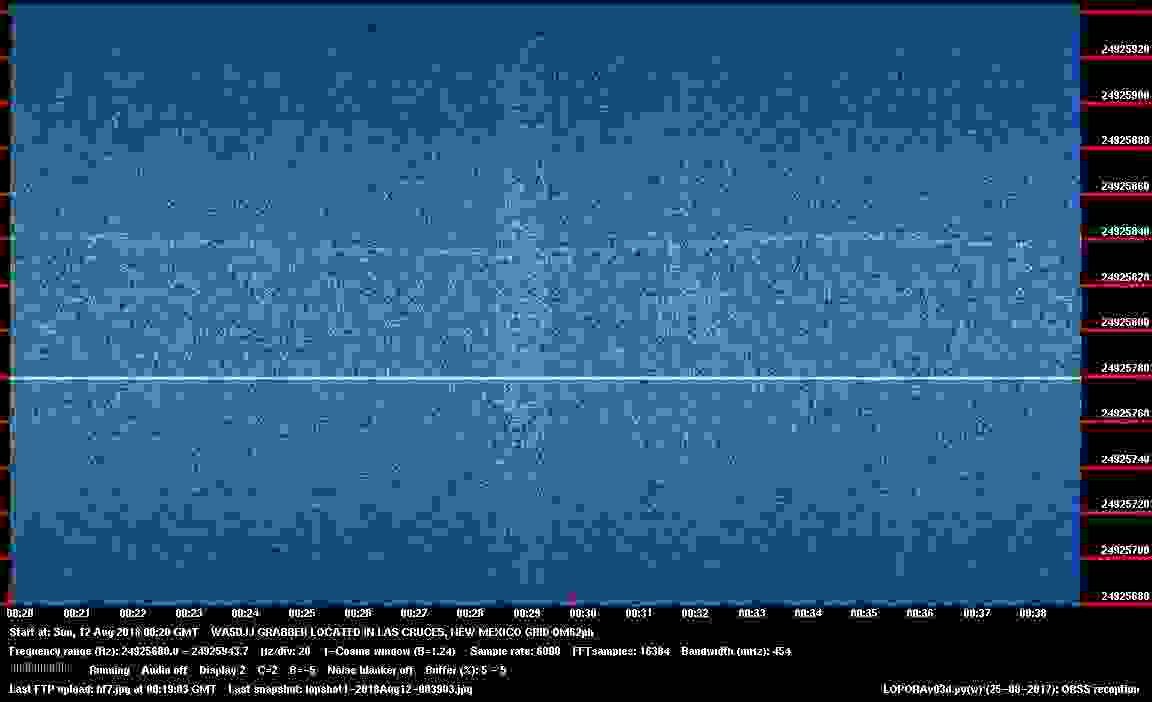 24925920
24925900
24925880
24925860
24925840
24925820
24925800
24925780
24925760
24925740
24925720
24925700
24925680
00:20 00:21 00:22 00:23 00:24 00:25 00:26 00:27 00:28 00:29 00:30 00:31 00:32 00:33 00:34 00:35 00:36 00:37 00:38
Start at: Sun, 12 Aug 2018 00:20 GMT WA5DJJ GRABBER LOCATED IN LAS CRUCES, NEW MEXICO GRID DM62ph
Frequency range (Hz): 24925680.0 - 24925943.7 Hz/div: 20 T-Cosine window (B=1.24) Sample rate: 6000 FFTsamples: 16384 Bandwidth (mHz): 454
Running Audio off Display 2 C=2 B=-5 Noise blanker off Buffer (%): 5 - 5
Last FTP upload: hf7.jpg at 00:19:03 GMT Last snapshot: lopshot1-2018Aug12-003903.jpg LOPORAv03d.py(w) (25-08-2017): QRSS reception